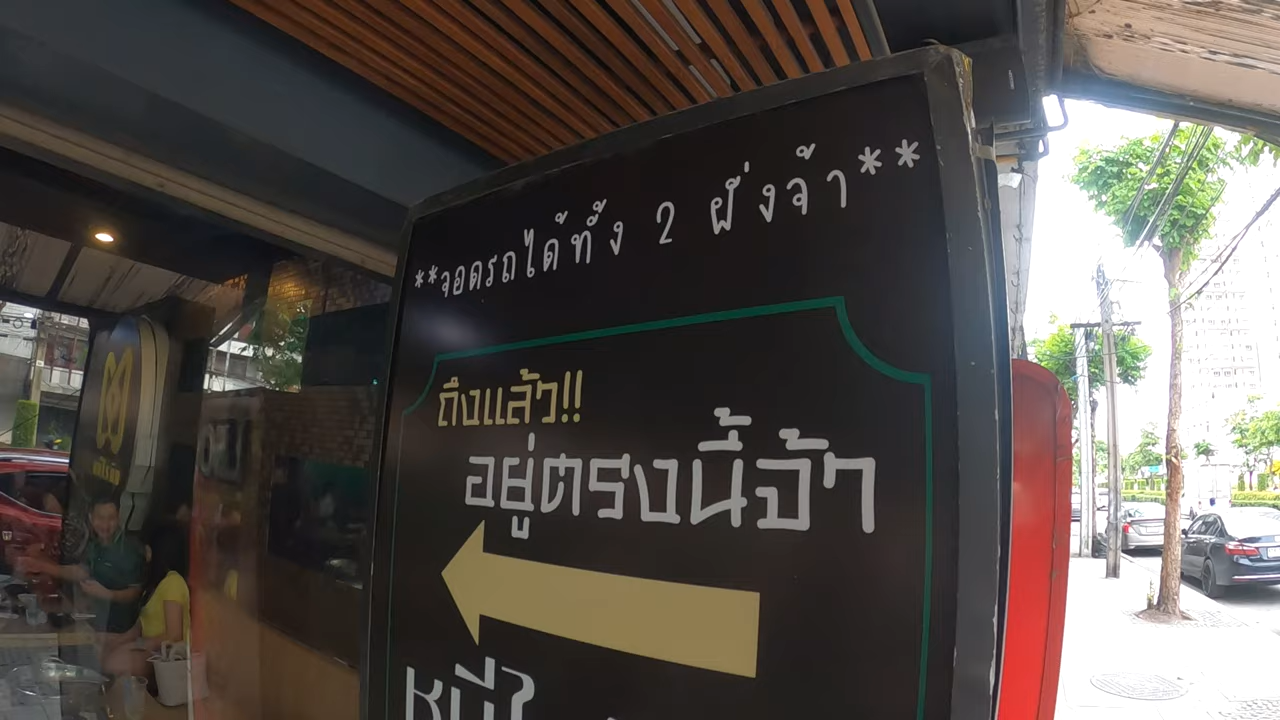 **จอดรถได้ทั้ง 2 ฝั่งจ้า**
ถึงแล้ว!!
อยู่ตรงนี้จ้า